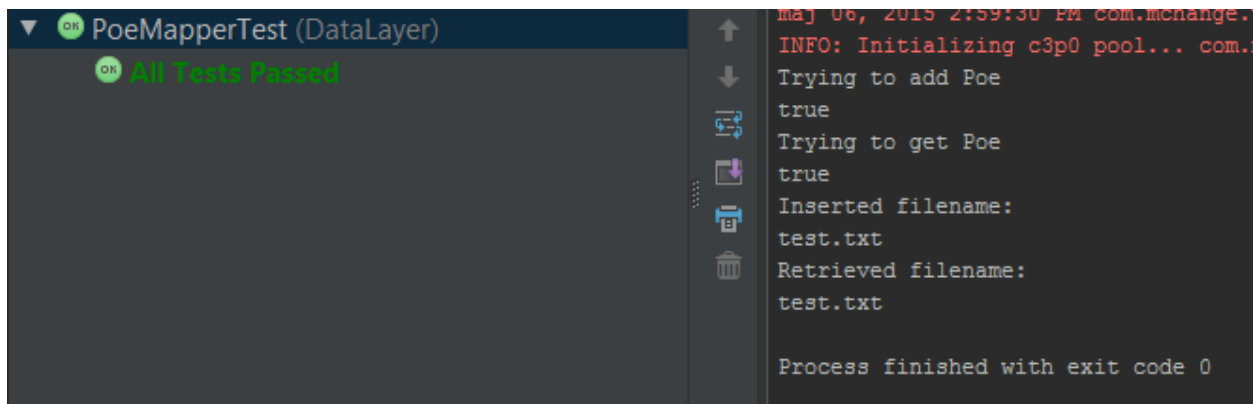 OK PoeMapperTest (DataLayer)
OK All Tests Passed
maj 06, 2015 2:59:30 PM com.mchange.
INFO: Initializing c3p0 pool... com.
Trying to add Poe
true
Trying to get Poe
true
Inserted filename:
test.txt
Retrieved filename:
test.txt
Process finished with exit code 0